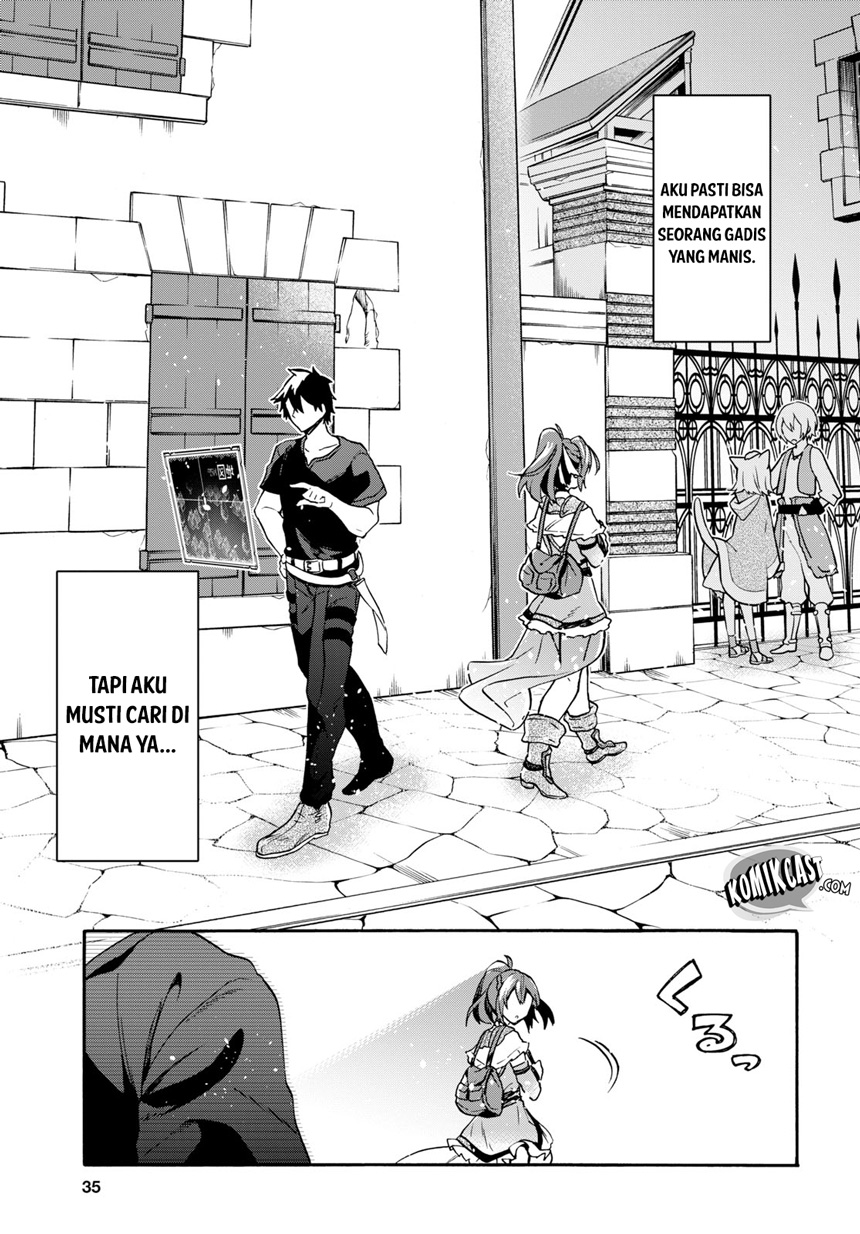 AKU PASTI BISA
MENDAPATKAN
SEORANG GADIS
YANG MANIS.
TAPI AKU
MUSTI CARI DI
MANA YA...
KOMIKCAST
.COM
くるっ
35